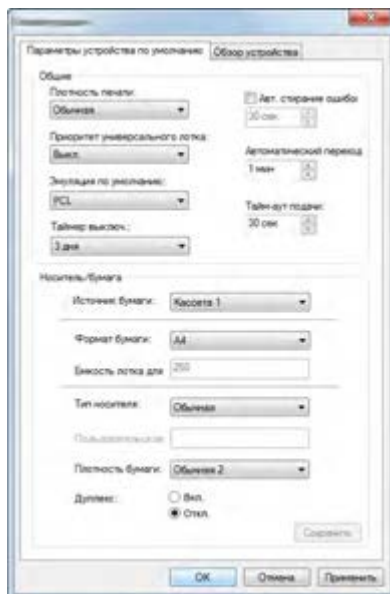 Параметры устройства по умолчанию
Обзор устройства
Общие
Плотность печати:
Обычная
Авт. стирание ошибо
30 сек
Приоритет универсального лотка:
Выкл.
Автоматический переход
1 мин
Эмуляция по умолчанию:
PCL
Тайм-аут подачи:
30 сек
Таймер выключ.:
3 дня
Носитель/бумага
Источник бумаги:
Кассета 1
Формат бумаги:
A4
Емкость лотка для
250
Тип носителя:
Обычная
Пользовательское
Плотность бумаги:
Обычная 2
Дуплекс:
Вкл.
Откл.
Сохранить
OK
Отмена
Применить